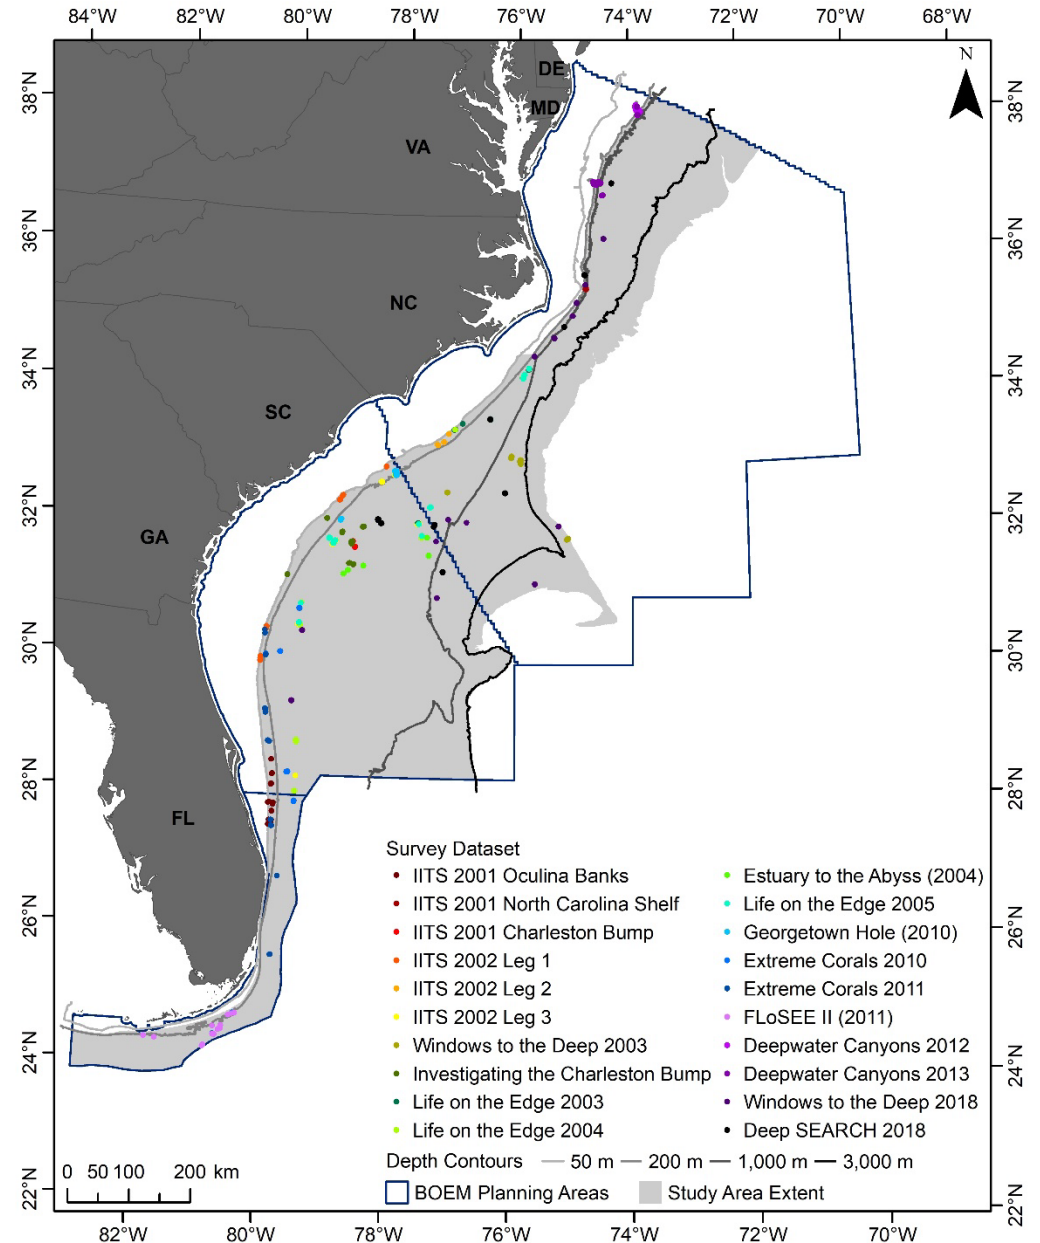 84°W 82°W 80°W 78°W 76°W 74°W 72°W 70°W 68°W
N
38°N 38°N
36°N 36°N
34°N 34°N
32°N 32°N
30°N 30°N
28°N 28°N
26°N 26°N
24°N 24°N
22°N 22°N
DE
MD
VA
NC
SC
GA
FL
Survey Dataset
IITS 2001 Oculina Banks
IITS 2001 North Carolina Shelf
IITS 2001 Charleston Bump
IITS 2002 Leg 1
IITS 2002 Leg 2
IITS 2002 Leg 3
Windows to the Deep 2003
Investigating the Charleston Bump
Life on the Edge 2003
Life on the Edge 2004
Estuary to the Abyss (2004)
Life on the Edge 2005
Georgetown Hole (2010)
Extreme Corals 2010
Extreme Corals 2011
FLoSEE II (2011)
Deepwater Canyons 2012
Deepwater Canyons 2013
Windows to the Deep 2018
Deep SEARCH 2018
Depth Contours 50 m 200 m 1,000 m 3,000 m
BOEM Planning Areas Study Area Extent
0 50 100 200 km
82°W 80°W 78°W 76°W 74°W 72°W 70°W